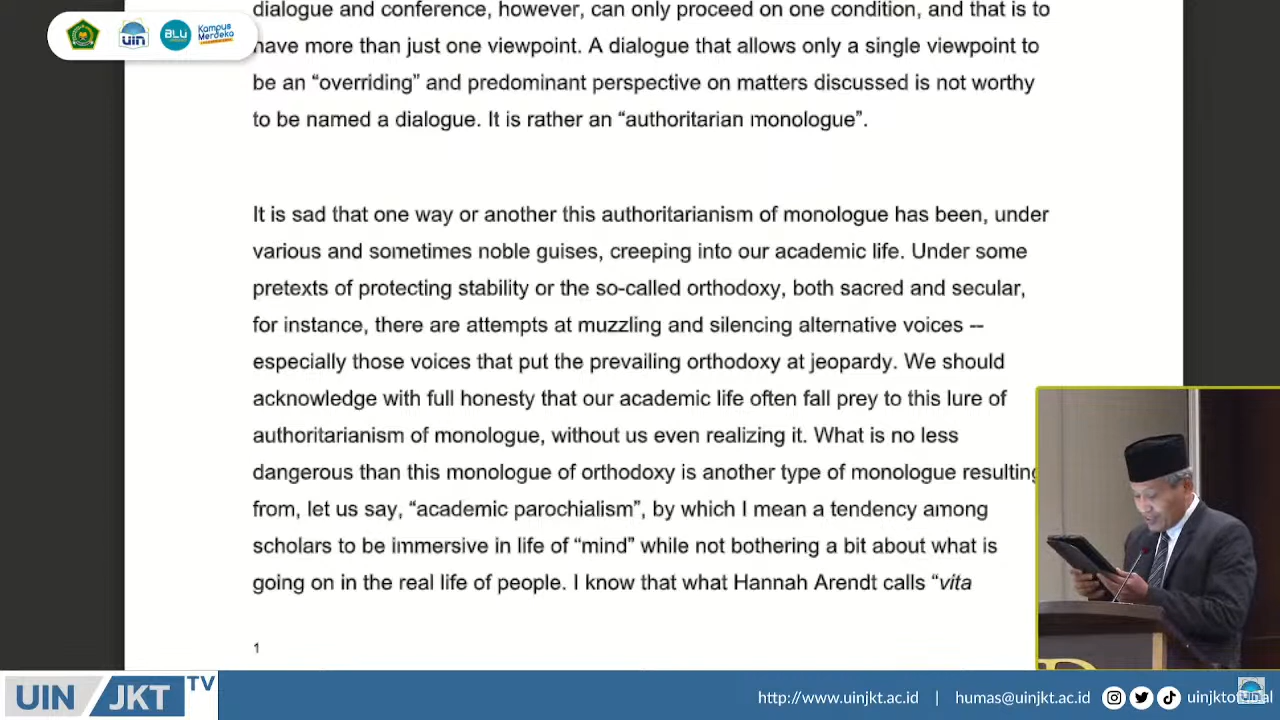 dialogue and conference, however, can only proceed on one condition, and that is to
have more than just one viewpoint. A dialogue that allows only a single viewpoint to
be an “overriding” and predominant perspective on matters discussed is not worthy
to be named a dialogue. It is rather an “authoritarian monologue”.
It is sad that one way or another this authoritarianism of monologue has been, under
various and sometimes noble guises, creeping into our academic life. Under some
pretexts of protecting stability or the so-called orthodoxy, both sacred and secular,
for instance, there are attempts at muzzling and silencing alternative voices --
especially those voices that put the prevailing orthodoxy at jeopardy. We should
acknowledge with full honesty that our academic life often fall prey to this lure of
authoritarianism of monologue, without us even realizing it. What is no less
dangerous than this monologue of orthodoxy is another type of monologue resulting
from, let us say, “academic parochialism”, by which I mean a tendency among
scholars to be immersive in life of “mind” while not bothering a bit about what is
going on in the real life of people. I know that what Hannah Arendt calls “vita
1
uin
BLU
Kampus
Merdeka
UIN JKT TV
http://www.uinjkt.ac.id | humas@uinjkt.ac.id